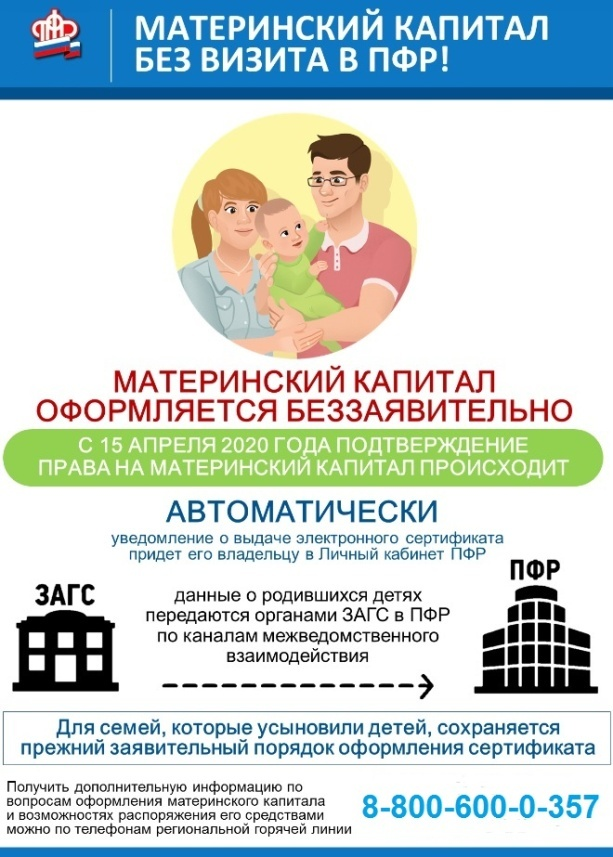 МАТЕРИНСКИЙ КАПИТАЛ
БЕЗ ВИЗИТА В ПФР!
МАТЕРИНСКИЙ КАПИТАЛ
ОФОРМЛЯЕТСЯ БЕЗЗАЯВИТЕЛЬНО
С 15 АПРЕЛЯ 2020 ГОДА ПОДТВЕРЖДЕНИЕ
ПРАВА НА МАТЕРИНСКИЙ КАПИТАЛ ПРОИСХОДИТ
АВТОМАТИЧЕСКИ
уведомление о выдаче электронного сертификата
придет его владельцу в Личный кабинет ПФР
ЗАГС
данные о родившихся детях
передаются органами ЗАГС в ПФР
по каналам межведомственного
взаимодействия
ПФР
Для семей, которые усыновили детей, сохраняется
прежний заявительный порядок оформления сертификата
Получить дополнительную информацию по
вопросам оформления материнского капитала
и возможностях распоряжения его средствами
можно по телефонам региональной горячей линии
8-800-600-0-357